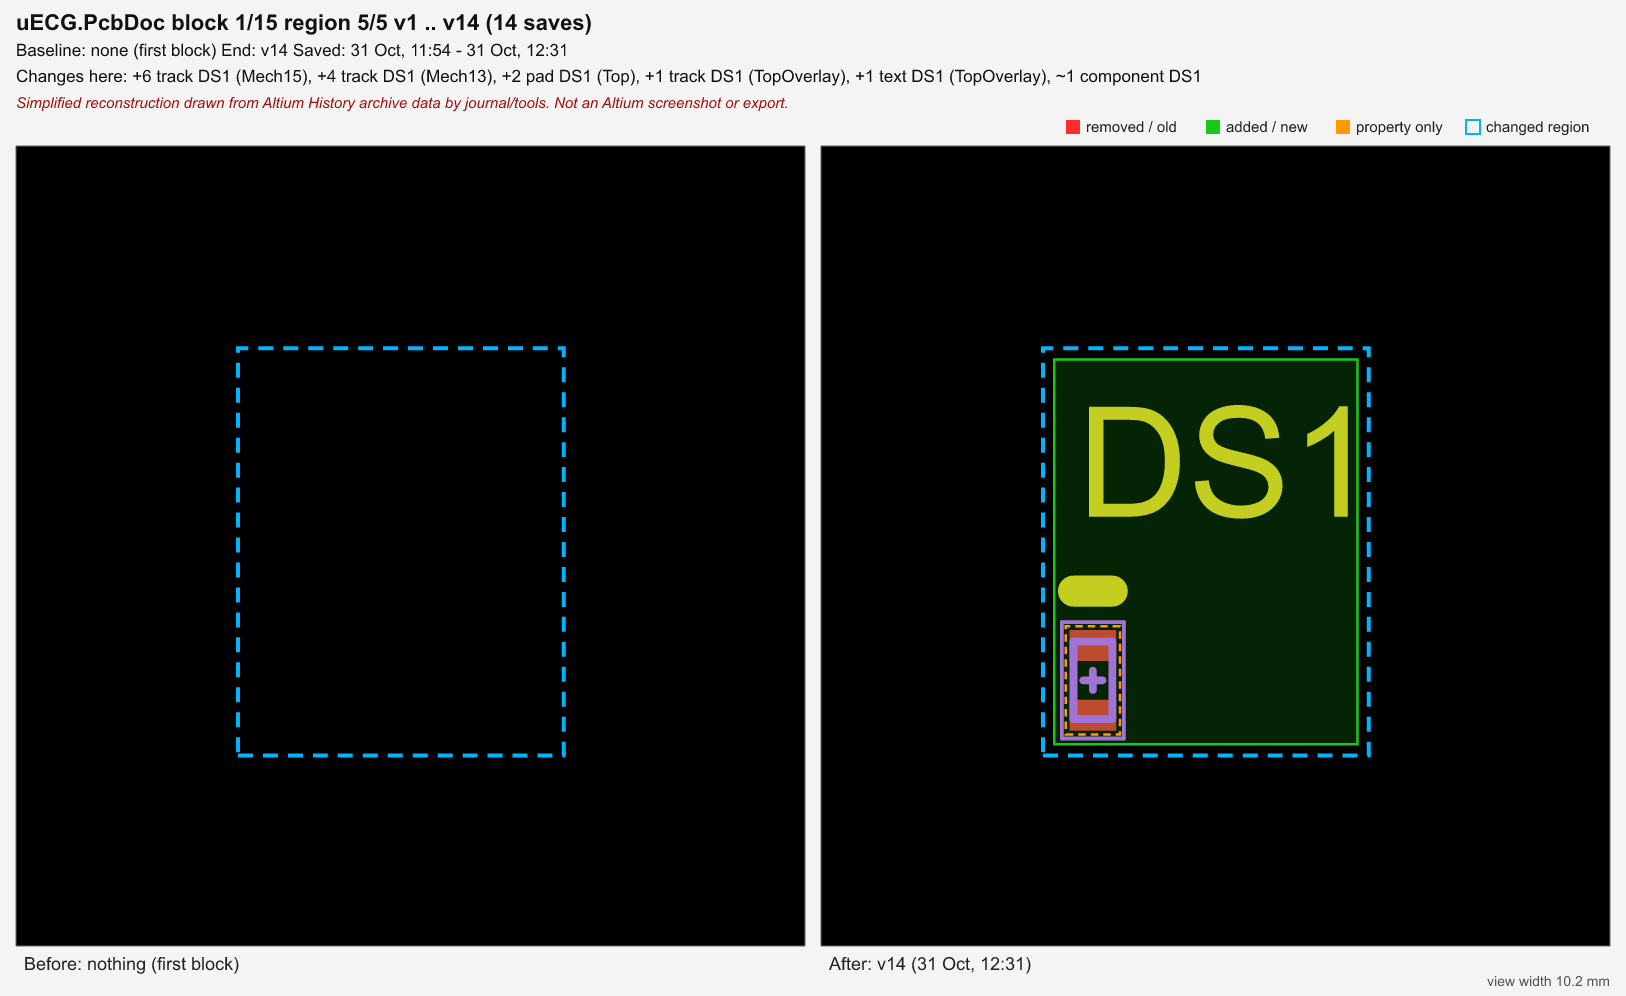 uECG.PcbDoc block 1/15 region 5/5 v1 .. v14 (14 saves)
Baseline: none (first block) End: v14 Saved: 31 Oct, 11:54 - 31 Oct, 12:31
Changes here: +6 track DS1 (Mech15), +4 track DS1 (Mech13), +2 pad DS1 (Top), +1 track DS1 (TopOverlay), +1 text DS1 (TopOverlay), ~1 component DS1
Simplified reconstruction drawn from Altium History archive data by journal/tools. Not an Altium screenshot or export.
removed / old added / new property only changed region
DS1
Before: nothing (first block)
After: v14 (31 Oct, 12:31)
view width 10.2 mm